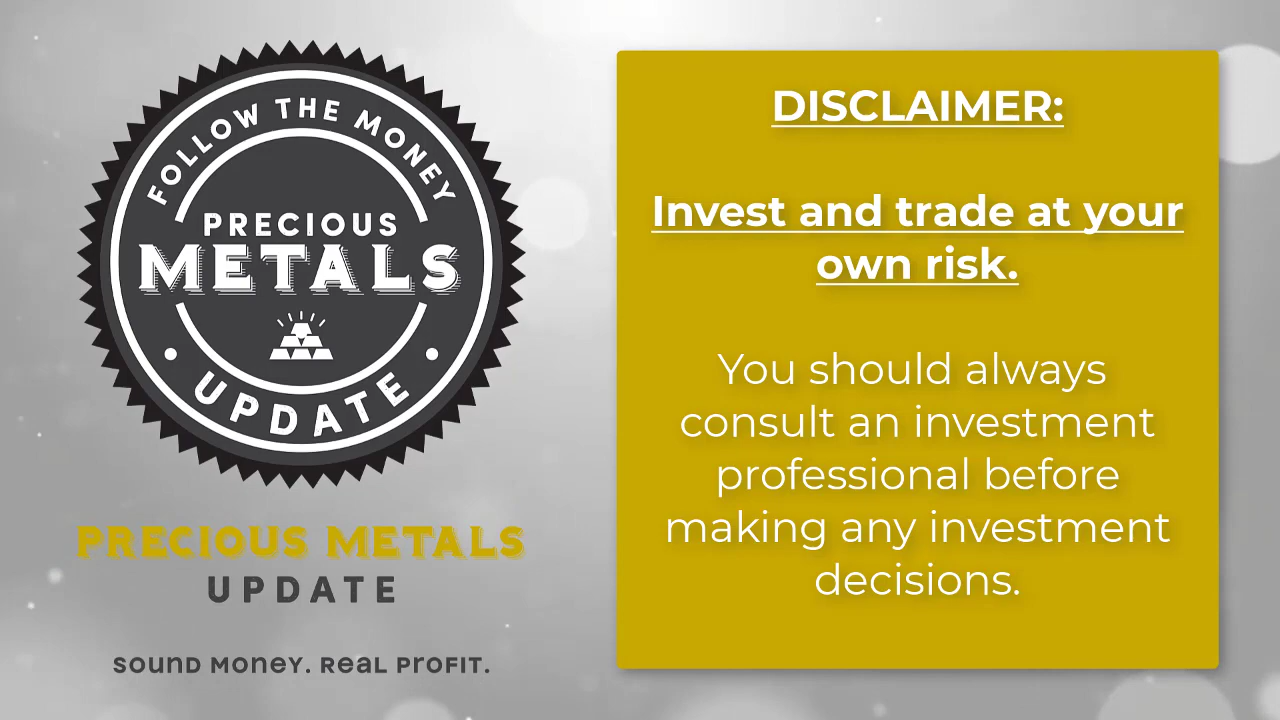 FOLLOW THE MONEY
PRECIOUS
METALS
UPDATE
PRECIOUS METALS
UPDATE
SOUND MONEY. REAL PROFIT.
DISCLAIMER:
Invest and trade at your
own risk.
You should always
consult an investment
professional before
making any investment
decisions.